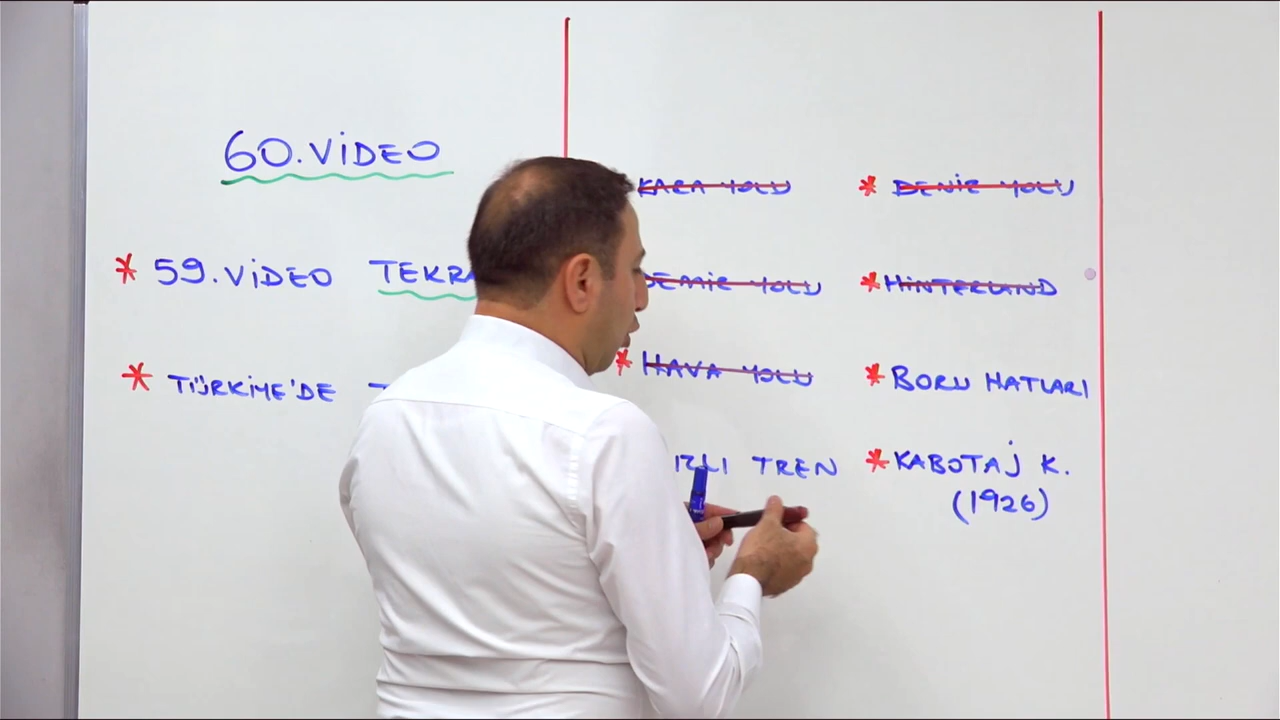 60.VİDEO
* 59.VİDEO TEKRA
* TÜRKİYE'DE T
KARA YOLU
DEMİR YOLU
* HAVA YOLU
IZLI TREN
* DENİZ YOLU
* HİNTERLAND
* BORU HATLARI
* KABOTAJ K.
(1926)